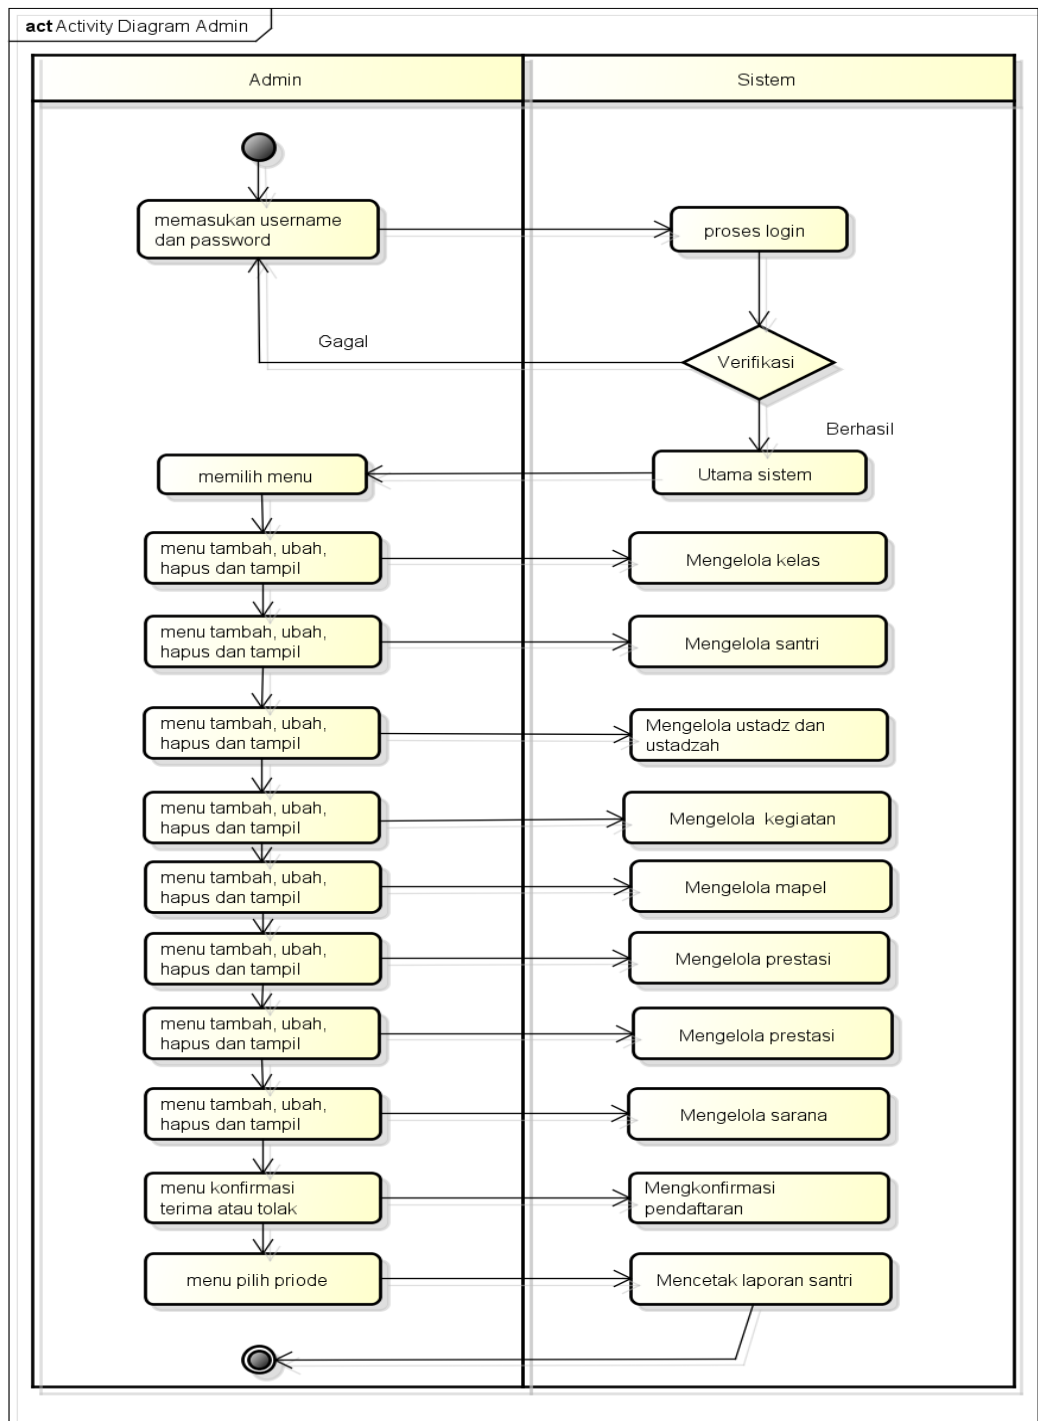 act Activity Diagram Admin
Admin
Sistem
memasukan username
dan password
proses login
Gagal
Verifikasi
Berhasil
memilih menu
Utama sistem
menu tambah, ubah,
hapus dan tampil
Mengelola kelas
menu tambah, ubah,
hapus dan tampil
Mengelola santri
menu tambah, ubah,
hapus dan tampil
Mengelola ustadz dan
ustadzah
menu tambah, ubah,
hapus dan tampil
Mengelola  kegiatan
menu tambah, ubah,
hapus dan tampil
Mengelola mapel
menu tambah, ubah,
hapus dan tampil
Mengelola prestasi
menu tambah, ubah,
hapus dan tampil
Mengelola prestasi
menu tambah, ubah,
hapus dan tampil
Mengelola sarana
menu konfirmasi
terima atau tolak
Mengkonfirmasi
pendaftaran
menu pilih priode
Mencetak laporan santri